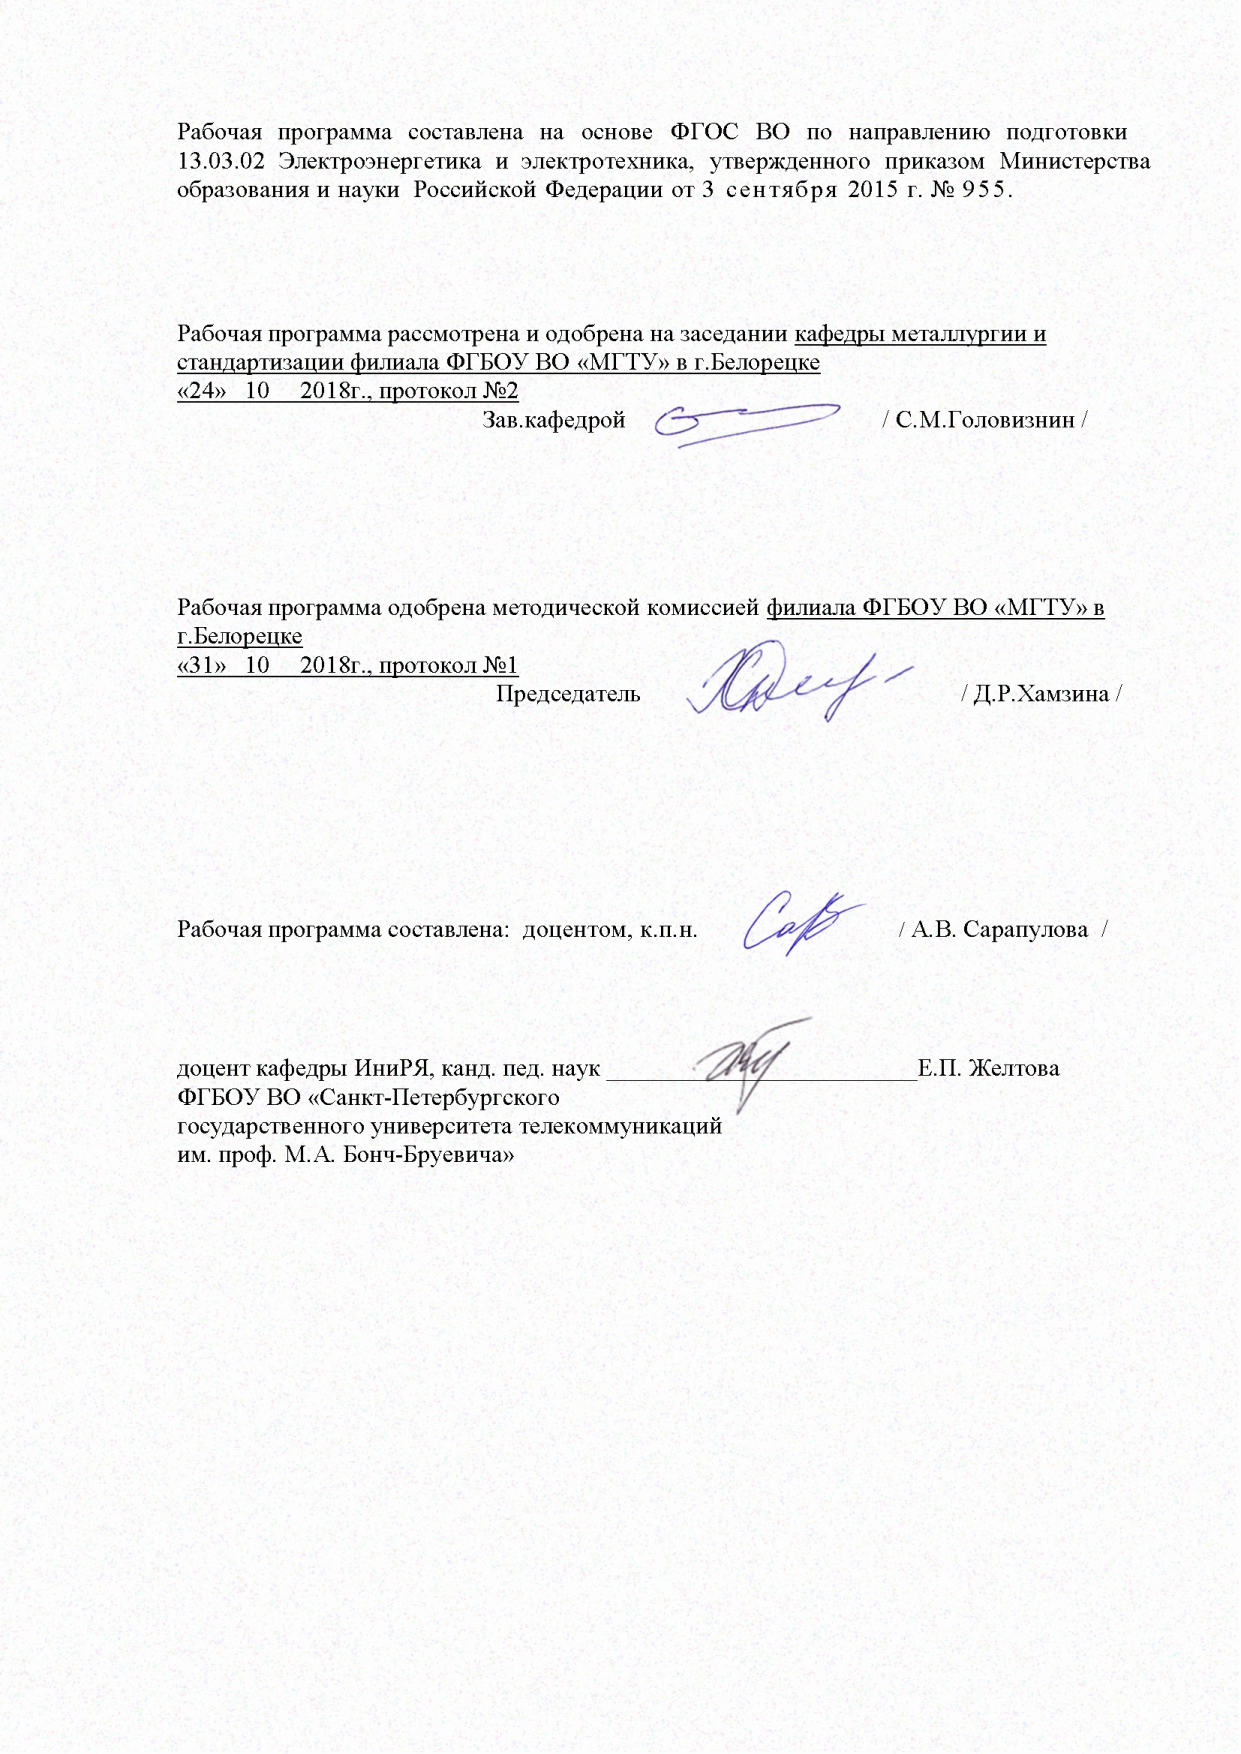 Рабочая программа составлена на основе ФГОС ВО по направлению подготовки
13.03.02 Электроэнергетика и электротехника, утвержденного приказом Министерства
образования и науки Российской Федерации от 3 сентября 2015 г. № 955.
Рабочая программа рассмотрена и одобрена на заседании кафедры металлургии и
стандартизации филиала ФГБОУ ВО «МГТУ» в г.Белорецке
«24» 10 2018г., протокол №2
Зав.кафедрой / С.М.Головизнин /
Рабочая программа одобрена методической комиссией филиала ФГБОУ ВО «МГТУ» в
г.Белорецке
«31» 10 2018г., протокол №1
Председатель / Д.Р.Хамзина /
Рабочая программа составлена: доцентом, к.п.н. / А.В. Сарапулова /
доцент кафедры ИниРЯ, канд. пед. наук _________________________Е.П. Желтова
ФГБОУ ВО «Санкт-Петербургского
государственного университета телекоммуникаций
им. проф. М.А. Бонч-Бруевича»